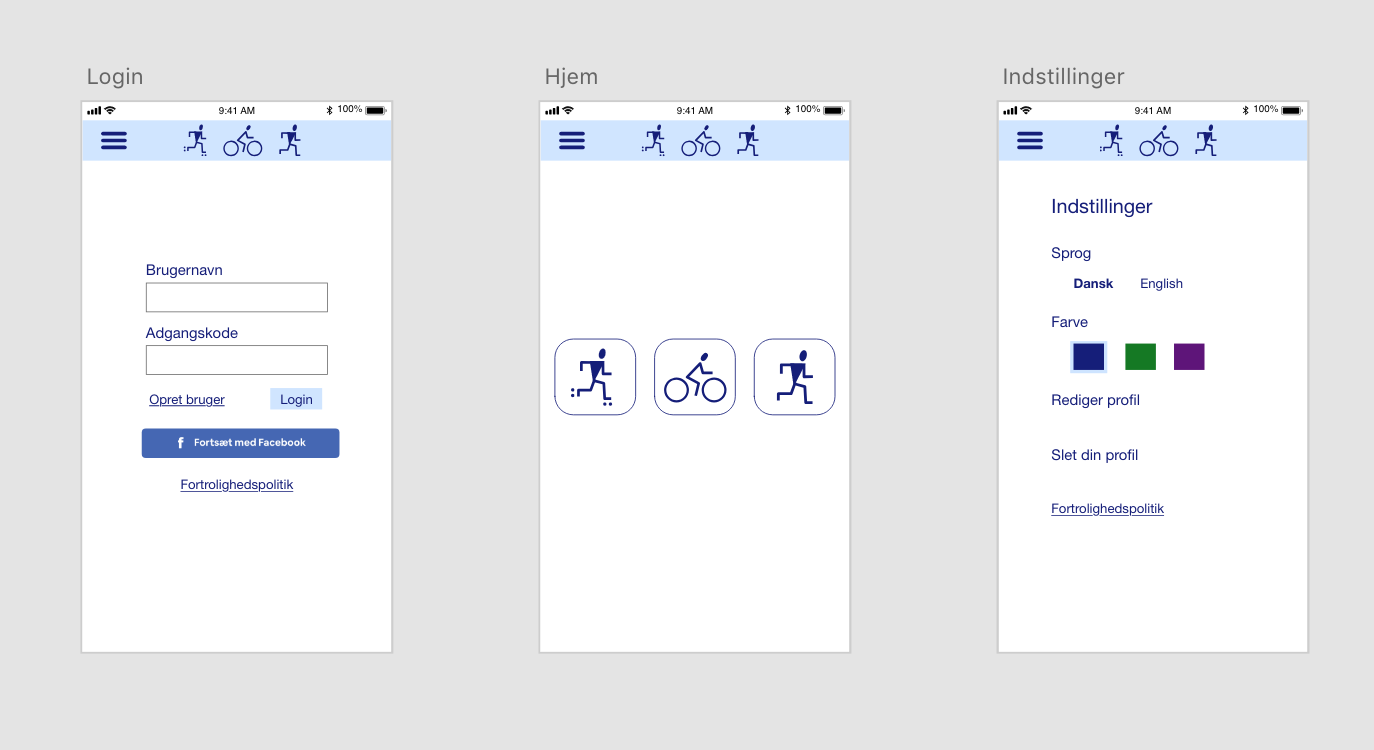 Login
9:41 AM
100%
Brugernavn
Adgangskode
Opret bruger
Login
f Fortsæt med Facebook
Fortrolighedspolitik
Hjem
9:41 AM
100%
Indstillinger
9:41 AM
100%
Indstillinger
Sprog
Dansk English
Farve
Rediger profil
Slet din profil
Fortrolighedspolitik